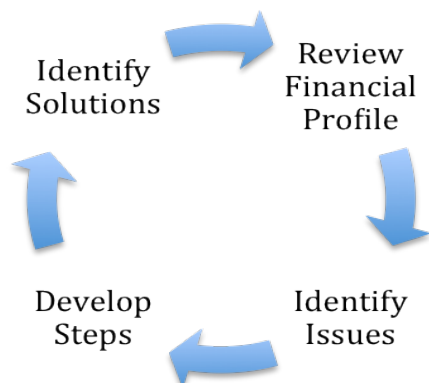 Identify
Solutions
Review
Financial
Profile
Develop
Steps
Identify
Issues